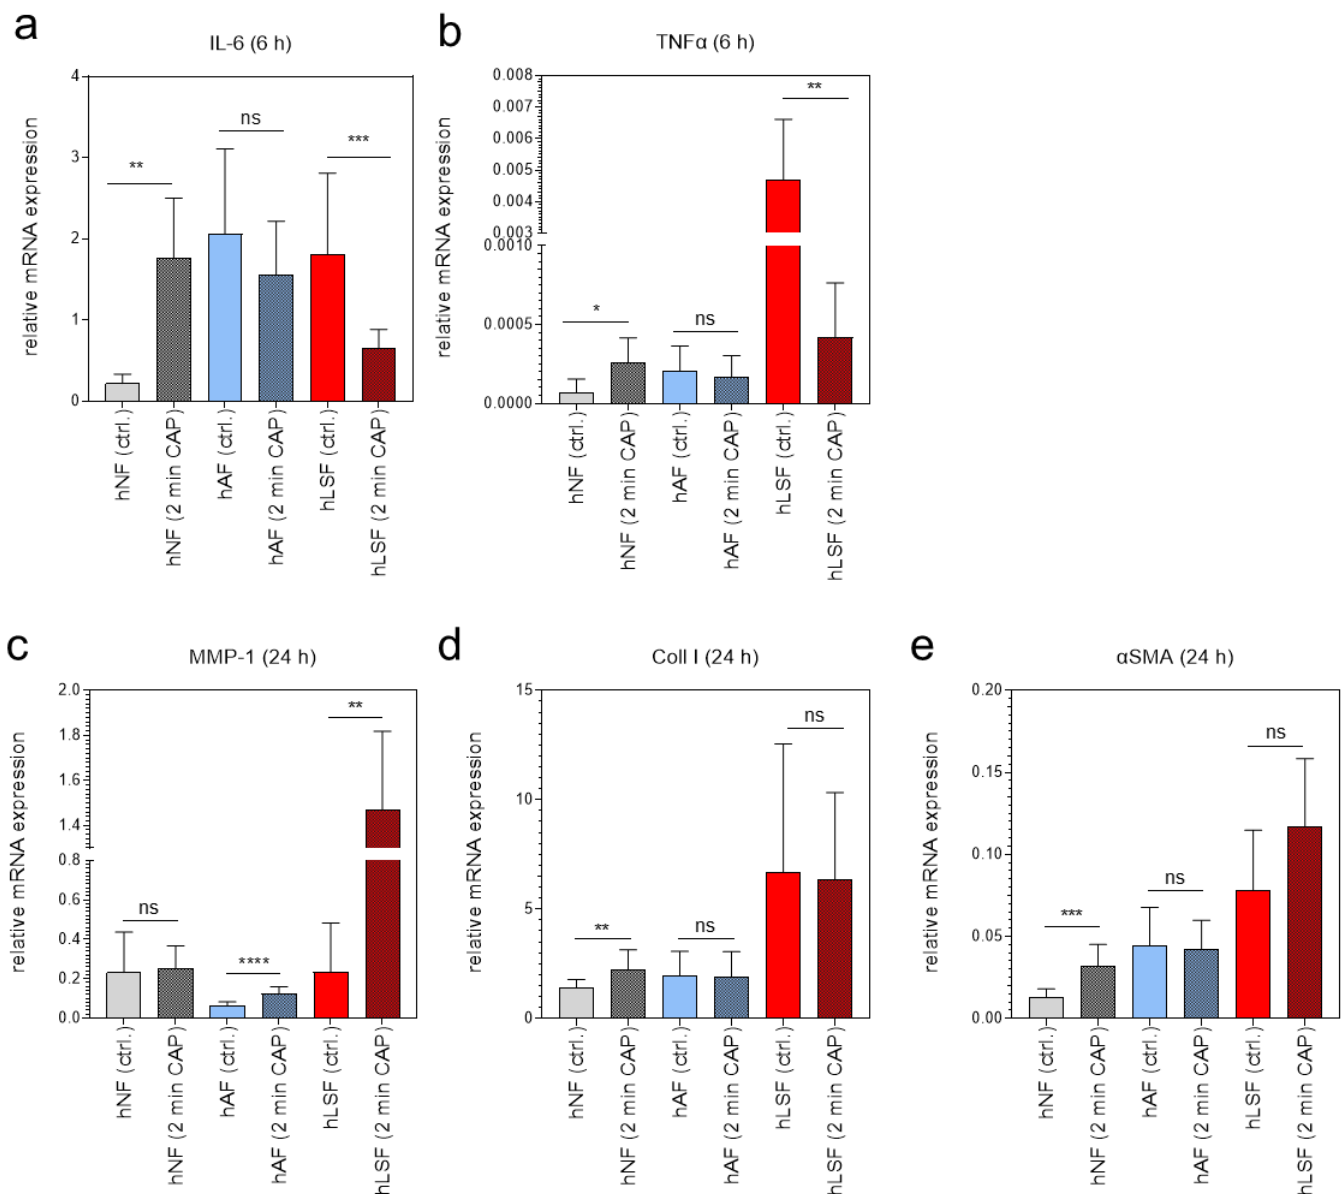 a
IL-6 (6 h)
relative mRNA expression
4
3
2
1
0
**
ns
***
hNF (ctrl.)
hNF (2 min CAP)
hAF (ctrl.)
hAF (2 min CAP)
hLSF (ctrl.)
hLSF (2 min CAP)
b
TNFα (6 h)
relative mRNA expression
0.008
0.007
0.006
0.005
0.004
0.003
0.0010
0.0005
0.0000
*
ns
**
hNF (ctrl.)
hNF (2 min CAP)
hAF (ctrl.)
hAF (2 min CAP)
hLSF (ctrl.)
hLSF (2 min CAP)
c
MMP-1 (24 h)
relative mRNA expression
2.0
1.8
1.6
1.4
0.8
0.6
0.4
0.2
0.0
ns
****
**
hNF (ctrl.)
hNF (2 min CAP)
hAF (ctrl.)
hAF (2 min CAP)
hLSF (ctrl.)
hLSF (2 min CAP)
d
Coll I (24 h)
relative mRNA expression
15
10
5
0
**
ns
ns
hNF (ctrl.)
hNF (2 min CAP)
hAF (ctrl.)
hAF (2 min CAP)
hLSF (ctrl.)
hLSF (2 min CAP)
e
αSMA (24 h)
relative mRNA expression
0.20
0.15
0.10
0.05
0.00
***
ns
ns
hNF (ctrl.)
hNF (2 min CAP)
hAF (ctrl.)
hAF (2 min CAP)
hLSF (ctrl.)
hLSF (2 min CAP)